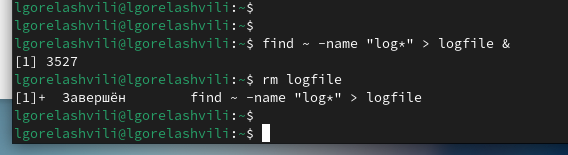 lgorelashvili@lgorelashvili:~$
lgorelashvili@lgorelashvili:~$
lgorelashvili@lgorelashvili:~$ find ~ -name "log*" > logfile &
[1] 3527
lgorelashvili@lgorelashvili:~$ rm logfile
[1]+  Завершён        find ~ -name "log*" > logfile
lgorelashvili@lgorelashvili:~$
lgorelashvili@lgorelashvili:~$